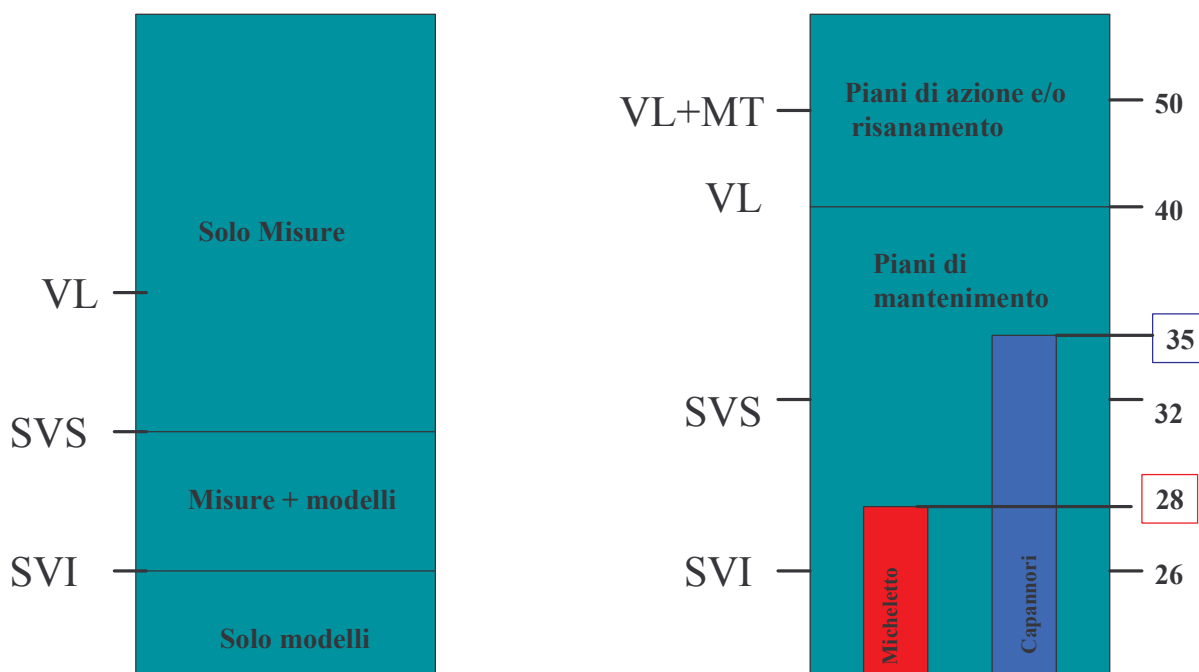 Solo Misure
VL
SVS
Misure + modelli
SVI
Solo modelli
Piani di azione e/o
risanamento
VL+MT
50
VL
40
Piani di
mantenimento
35
SVS
32
28
SVI
26
Micheletto
Capannori